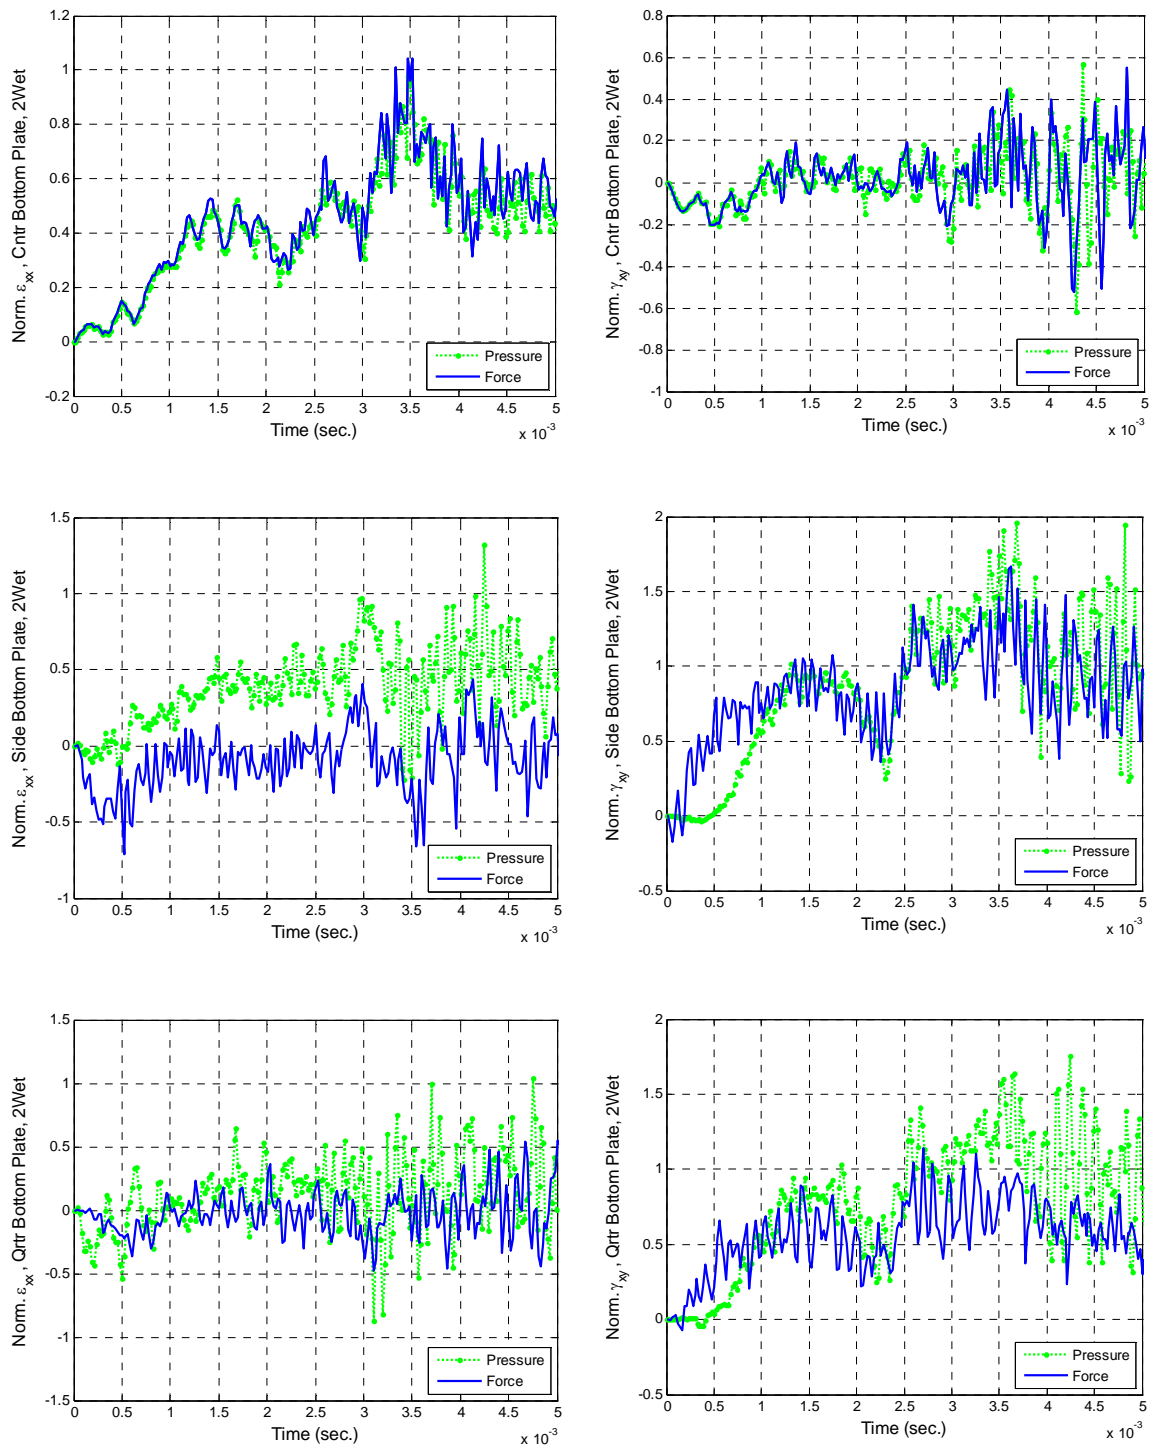 1.2
1
0.8
0.6
0.4
0.2
0
-0.2
Norm. εxx , Cntr Bottom Plate, 2Wet
Pressure
Force
0 0.5 1 1.5 2 2.5 3 3.5 4 4.5 5
Time (sec.)
x 10-3
0.8
0.6
0.4
0.2
0
-0.2
-0.4
-0.6
-0.8
-1
Norm. γxy , Cntr Bottom Plate, 2Wet
Pressure
Force
0 0.5 1 1.5 2 2.5 3 3.5 4 4.5 5
Time (sec.)
x 10-3
1.5
1
0.5
0
-0.5
-1
Norm. εxx , Side Bottom Plate, 2Wet
Pressure
Force
0 0.5 1 1.5 2 2.5 3 3.5 4 4.5 5
Time (sec.)
x 10-3
2
1.5
1
0.5
0
-0.5
Norm. γxy , Side Bottom Plate, 2Wet
Pressure
Force
0 0.5 1 1.5 2 2.5 3 3.5 4 4.5 5
Time (sec.)
x 10-3
1.5
1
0.5
0
-0.5
-1
-1.5
Norm. εxx , Qrtr Bottom Plate, 2Wet
Pressure
Force
0 0.5 1 1.5 2 2.5 3 3.5 4 4.5 5
Time (sec.)
x 10-3
2
1.5
1
0.5
0
-0.5
Norm. γxy , Qrtr Bottom Plate, 2Wet
Pressure
Force
0 0.5 1 1.5 2 2.5 3 3.5 4 4.5 5
Time (sec.)
x 10-3